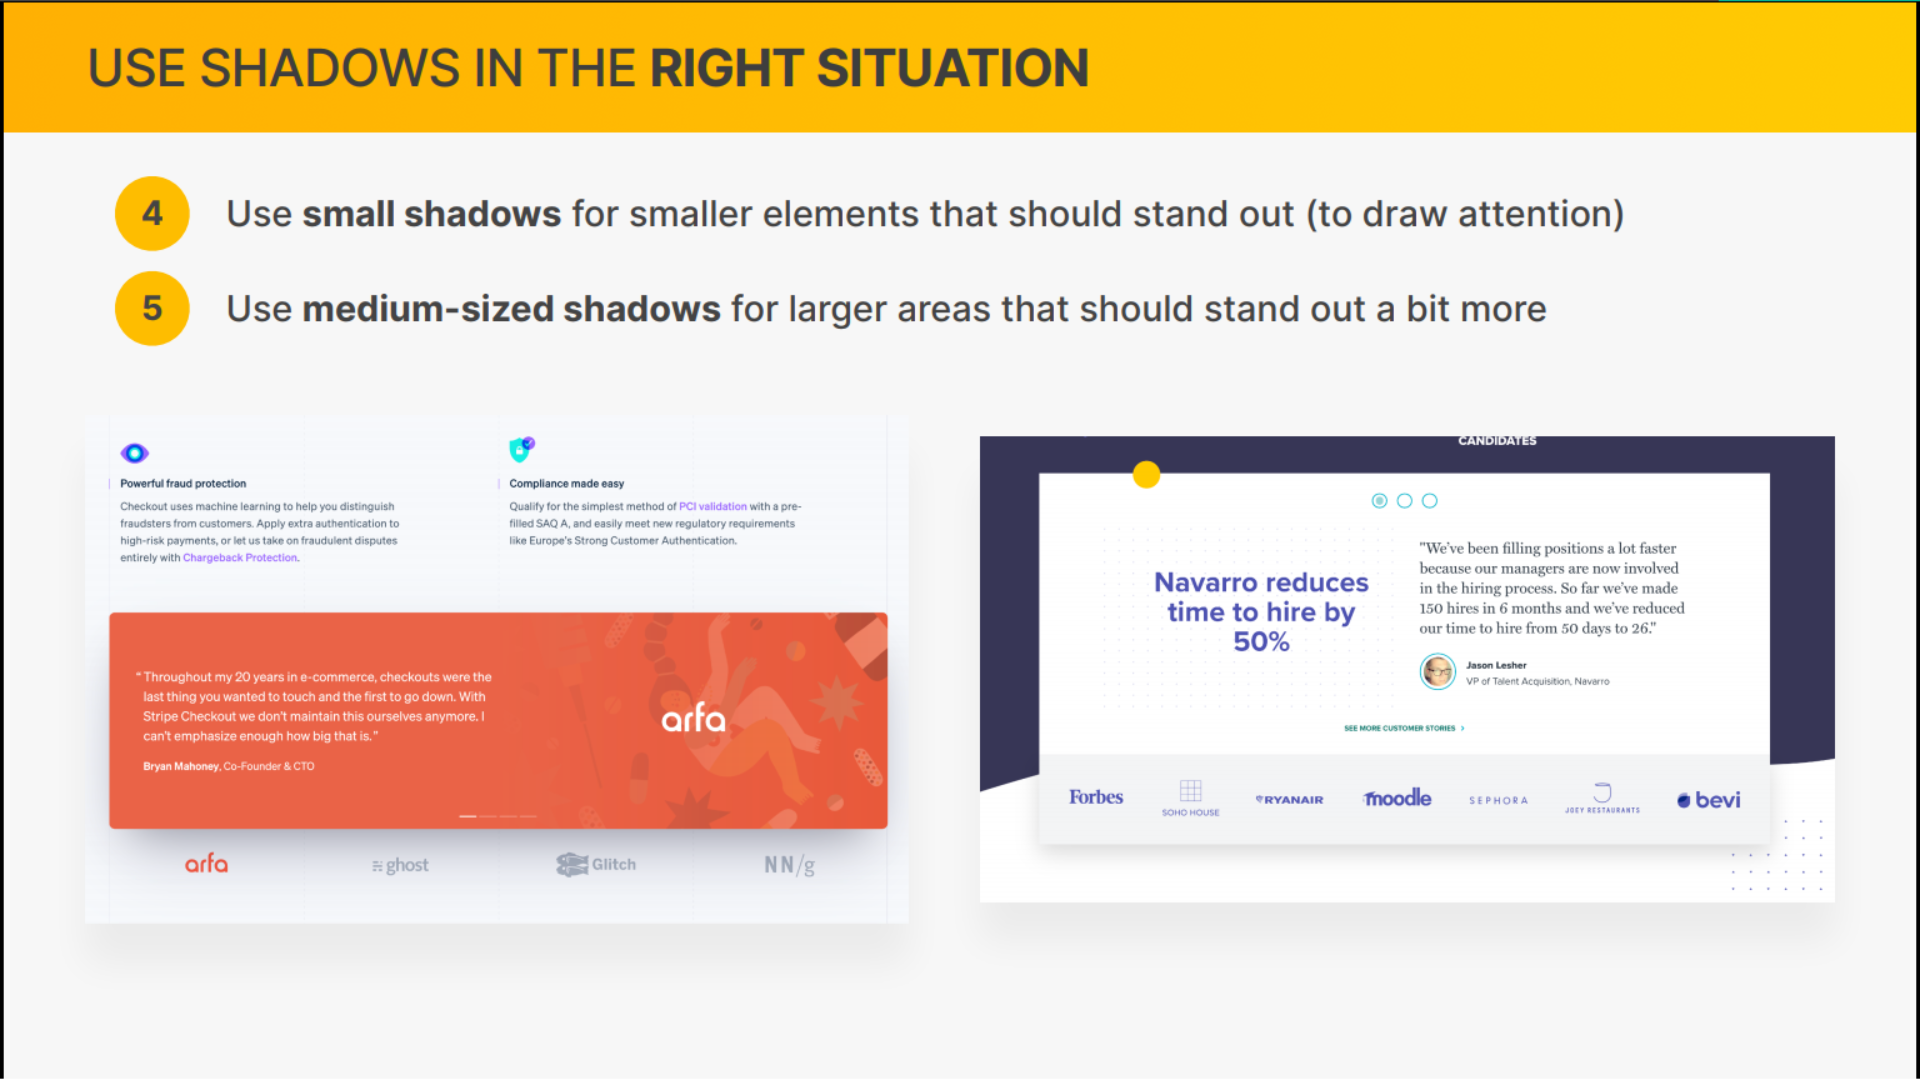 USE SHADOWS IN THE RIGHT SITUATION
4
Use small shadows for smaller elements that should stand out (to draw attention)
5
Use medium-sized shadows for larger areas that should stand out a bit more
Powerful fraud protection
Checkout uses machine learning to help you distinguish
fraudsters from customers. Apply extra authentication to
high-risk payments, or let us take on fraudulent disputes
entirely with Chargeback Protection.
Compliance made easy
Qualify for the simplest method of PCI validation with a pre-
filled SAQ A, and easily meet new regulatory requirements
like Europe's Strong Customer Authentication.
“Throughout my 20 years in e-commerce, checkouts were the
last thing you wanted to touch and the first to go down. With
Stripe Checkout we don't maintain this ourselves anymore. I
can't emphasize enough how big that is.”
Bryan Mahoney, Co-Founder & CTO
arfa
arfa
ghost
Glitch
NN/g
CANDIDATES
Navarro reduces
time to hire by
50%
"We've been filling positions a lot faster
because our managers are now involved
in the hiring process. So far we've made
150 hires in 6 months and we've reduced
our time to hire from 50 days to 26."
Jason Lesher
VP of Talent Acquisition, Navarro
SEE MORE CUSTOMER STORIES >
Forbes
SOHO HOUSE
RYANAIR
moodle
SEPHORA
JOEY RESTAURANTS
bevi